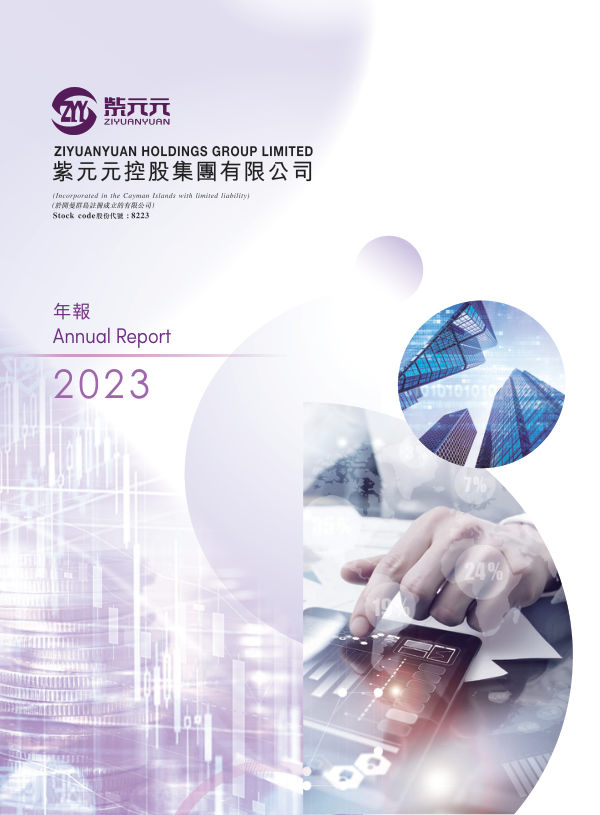 ZYY
紫元元
ZIYUANYUAN
ZIYUANYUAN HOLDINGS GROUP LIMITED
紫元元控股集團有限公司
(Incorporated in the Cayman Islands with limited liability)
(於開曼群島註冊成立的有限公司)
Stock code股份代號 : 8223
年報
Annual Report
2023
7%
24%
19%